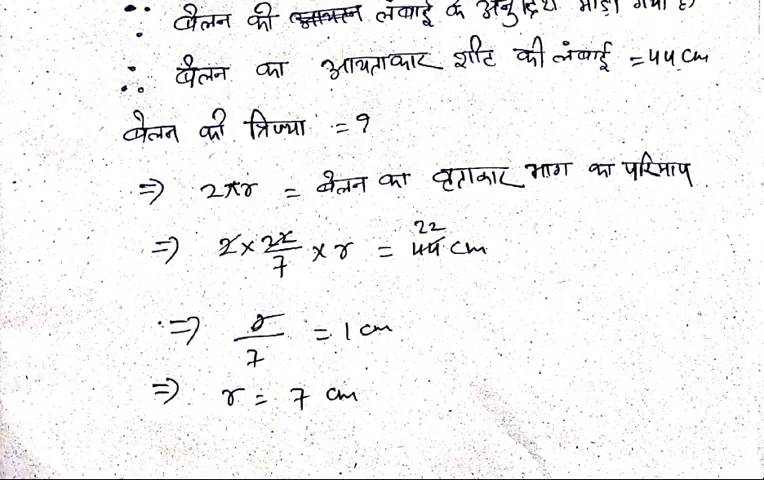 ∵ बेलन की लंबाई के अनुदिश मोड़ा गया है
∴ बेलन का आयताकार शीट की लंबाई = 44 cm
बेलन की त्रिज्या = ?
⇒ 2πr = बेलन का वृताकार भाग का परिमाप
⇒ 2 × 22/7 × r = 44 22 cm
⇒ r/7 = 1 cm
⇒ r = 7 cm